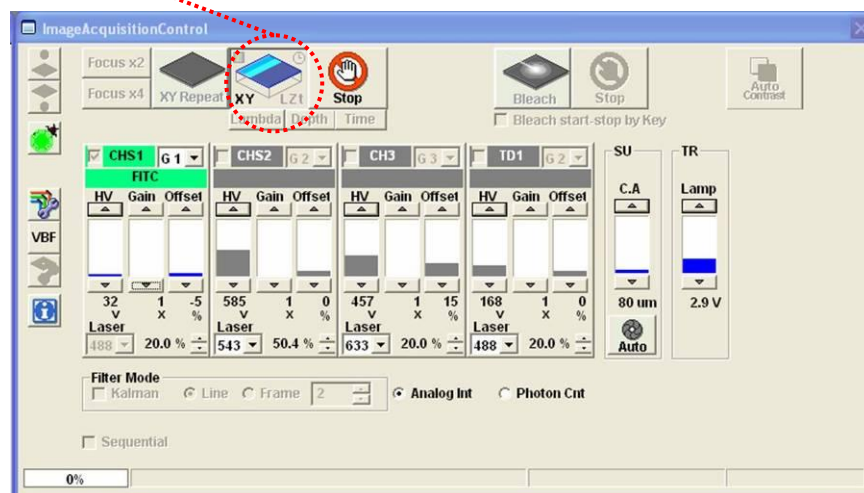 ImageAcquisitionControl
Focus x2
Focus x4
XY Repeat
XY
LZt
Stop
Lambda Depth Time
Bleach
Stop
Bleach start-stop by Key
Auto
Contrast
CHS1 G 1
CHS2 G 2
CH3 G 3
TD1 G 2
SU
TR
FITC
HV Gain Offset
HV Gain Offset
HV Gain Offset
HV Gain Offset
C.A
Lamp
VBF
32 1 -5
V X %
585 1 0
V X %
457 1 15
V X %
168 1 0
V X %
80 um
2.9 V
Laser
488 20.0 %
Laser
543 50.4 %
Laser
633 20.0 %
Laser
488 20.0 %
Auto
Filter Mode
Kalman Line Frame 2
Analog Int Photon Cnt
Sequential
0%